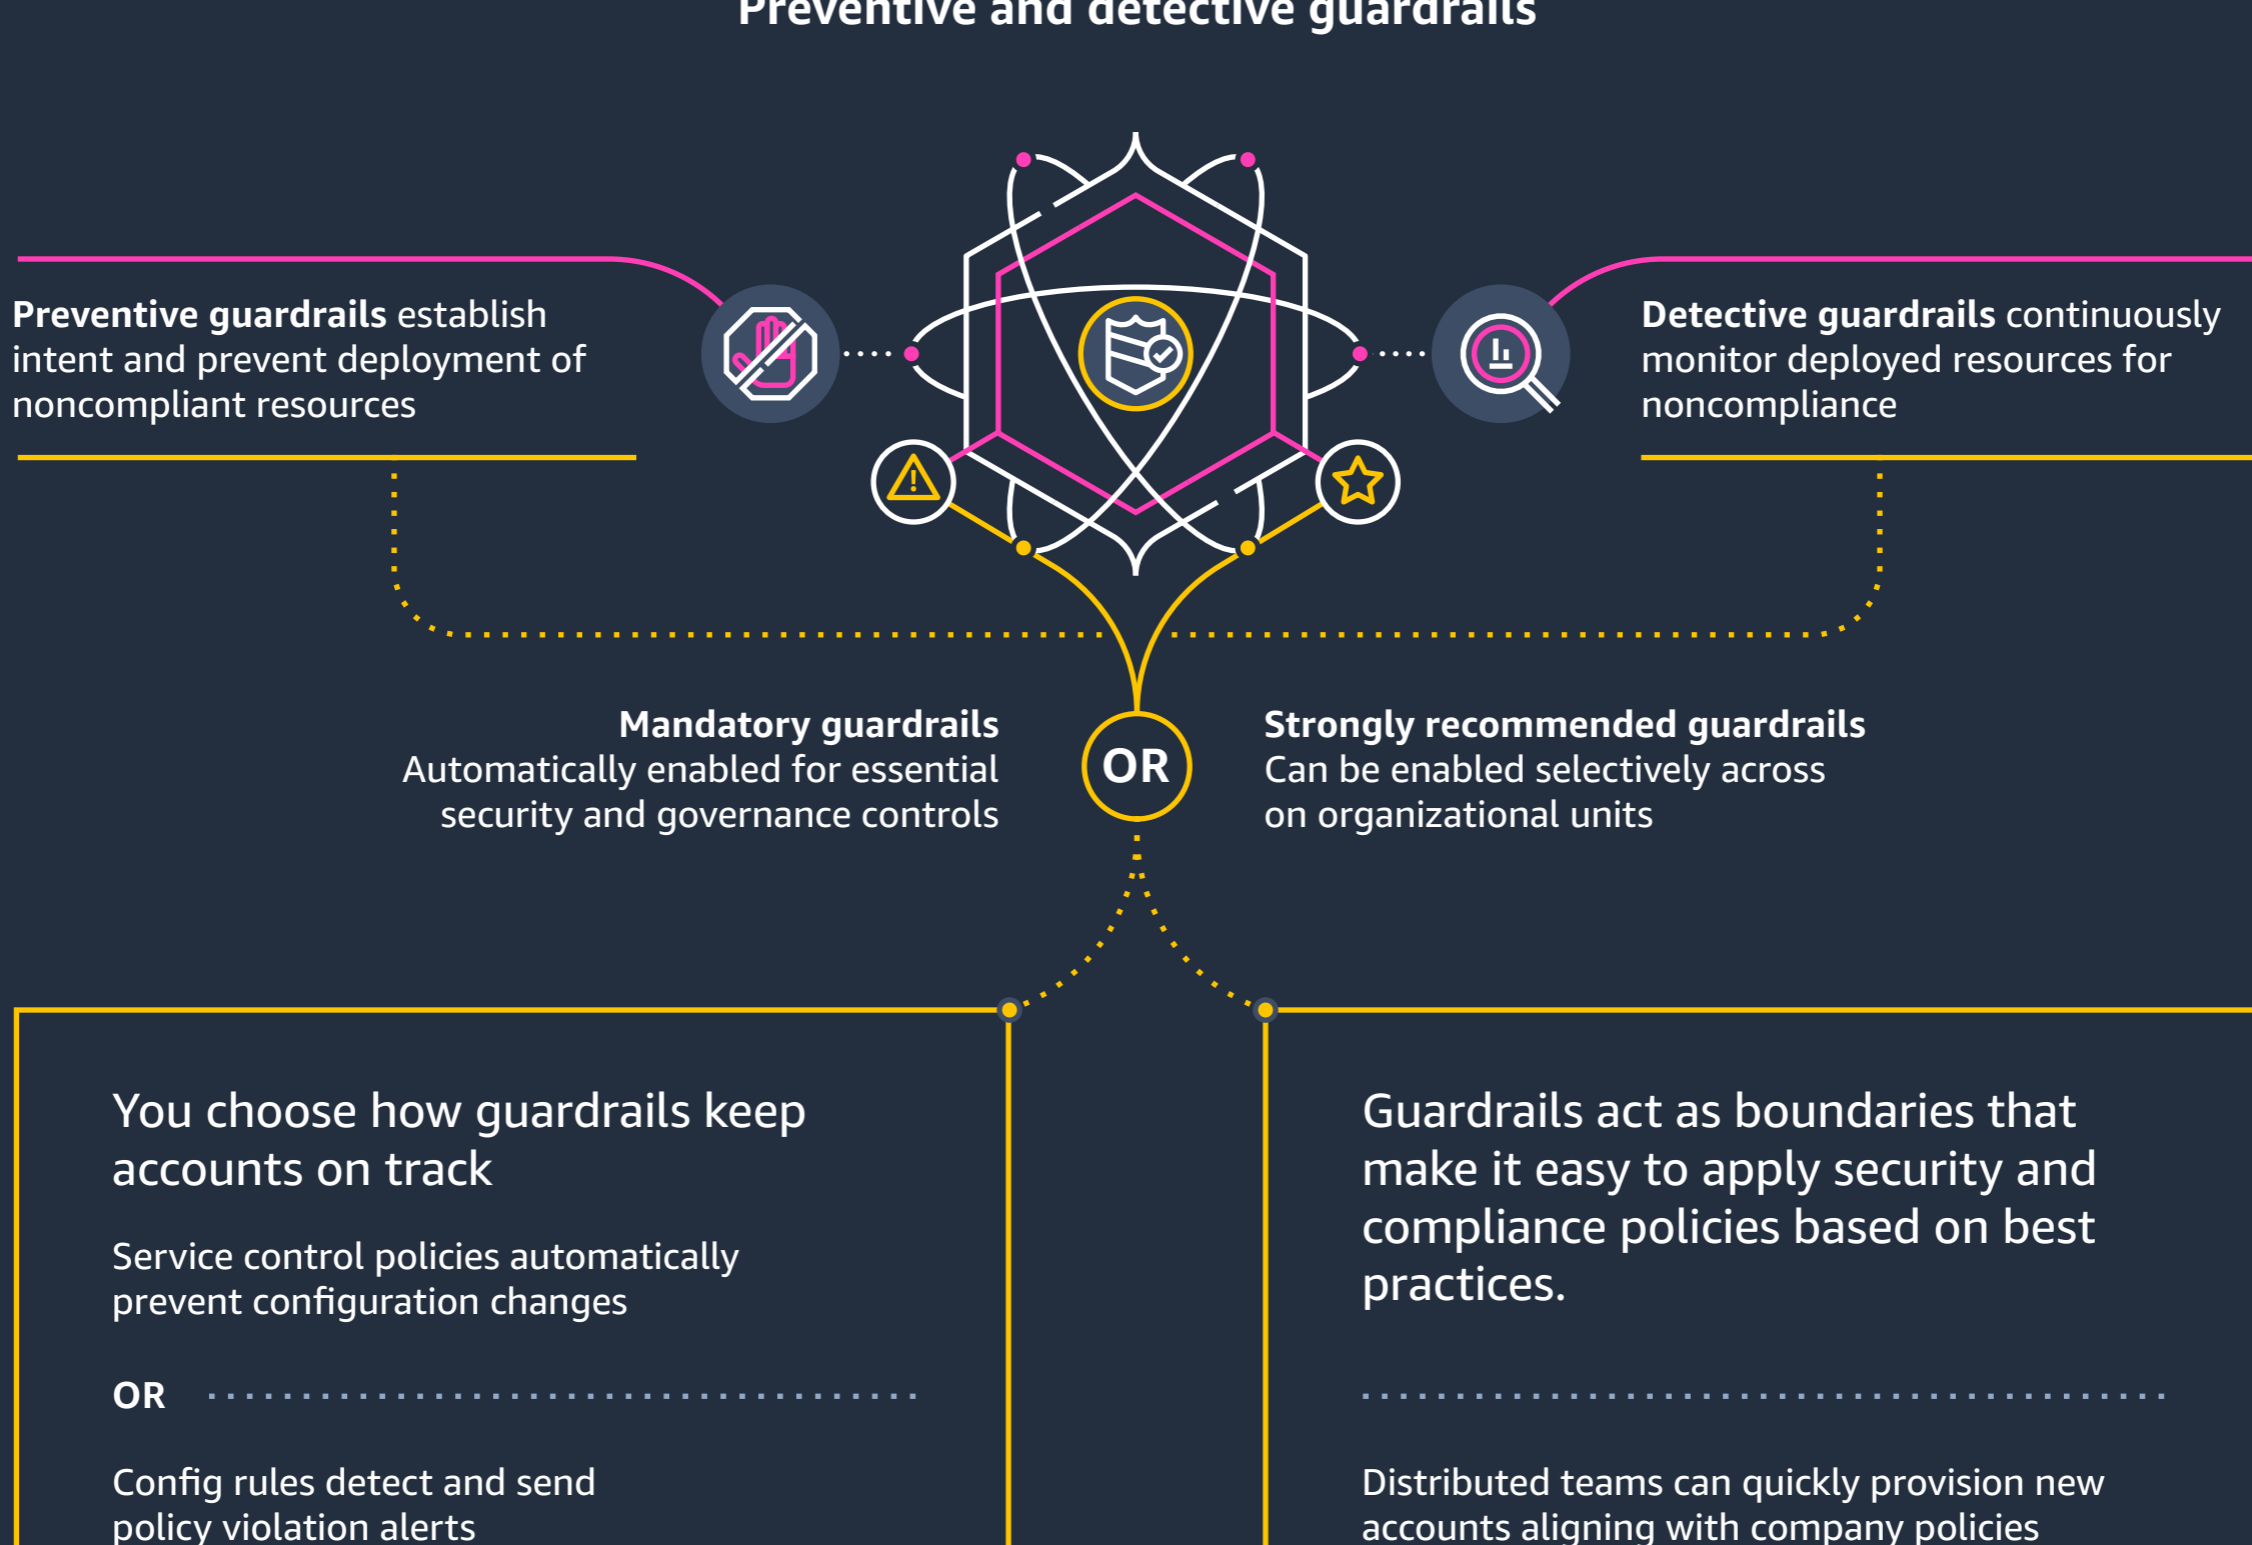 Preventive and detective guardrails
Preventive guardrails establish
intent and prevent deployment of
noncompliant resources
Detective guardrails continuously
monitor deployed resources for
noncompliance
Mandatory guardrails
Automatically enabled for essential
security and governance controls
OR
Strongly recommended guardrails
Can be enabled selectively across
on organizational units
You choose how guardrails keep
accounts on track
Service control policies automatically
prevent configuration changes
OR
Config rules detect and send
policy violation alerts
Guardrails act as boundaries that
make it easy to apply security and
compliance policies based on best
practices.
Distributed teams can quickly provision new
accounts aligning with company policies